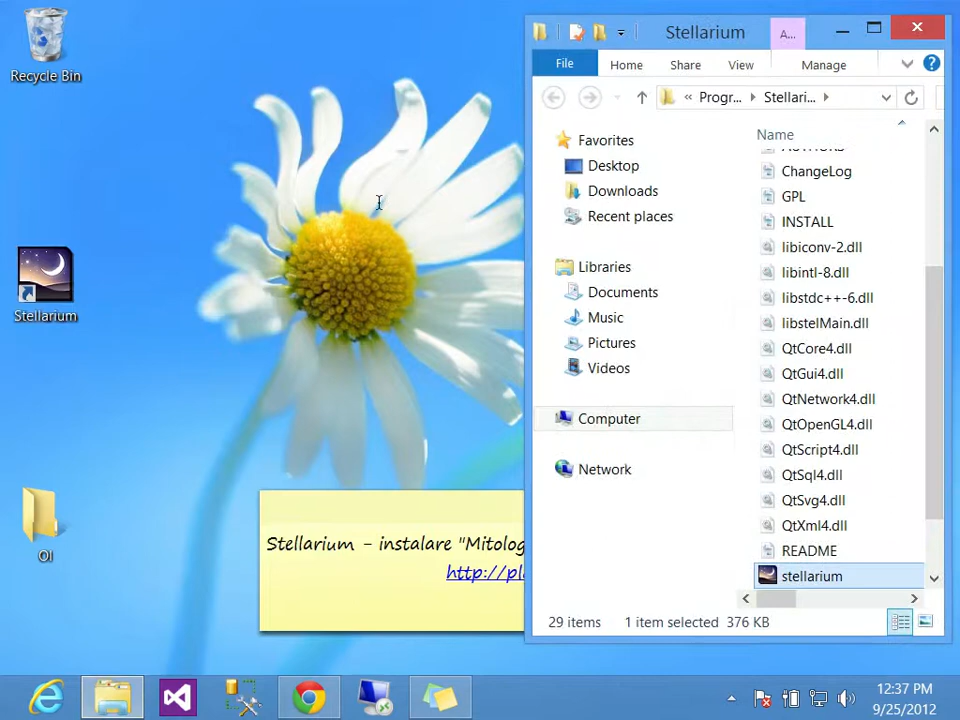 Recycle Bin
Stellarium
OI
Stellarium - instalare "Mitolog
http://pl
Stellarium
A...
File
Home
Share
View
Manage
« Progr...
Stellari...
Favorites
Desktop
Downloads
Recent places
Libraries
Documents
Music
Pictures
Videos
Computer
Network
Name
AUTHORS
ChangeLog
GPL
INSTALL
libiconv-2.dll
libintl-8.dll
libstdc++-6.dll
libstelMain.dll
QtCore4.dll
QtGui4.dll
QtNetwork4.dll
QtOpenGL4.dll
QtScript4.dll
QtSql4.dll
QtSvg4.dll
QtXml4.dll
README
stellarium
29 items 1 item selected 376 KB
12:37 PM
9/25/2012